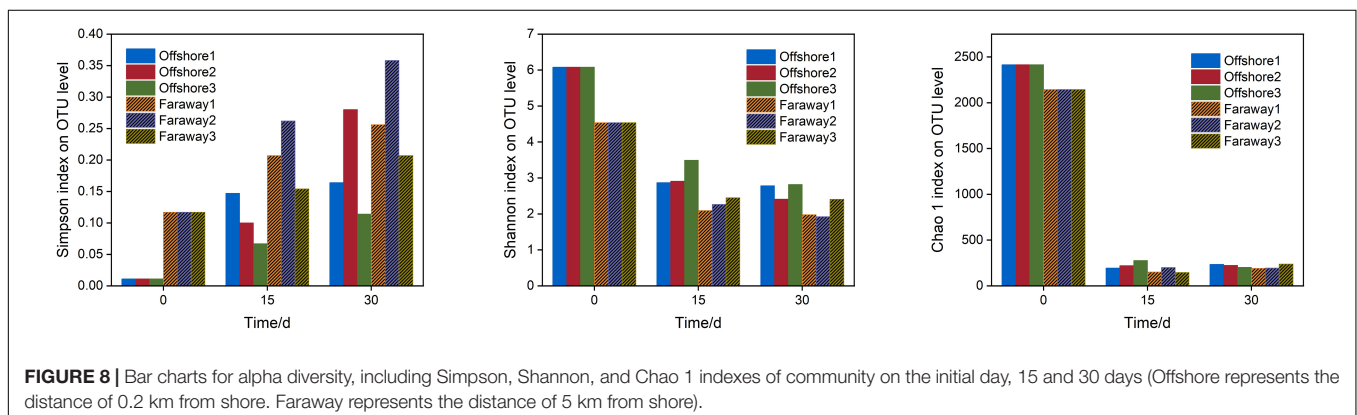 0.40
0.35
0.30
0.25
0.20
0.15
0.10
0.05
0.00
Simpson index on OTU level
Offshore1
Offshore2
Offshore3
Faraway1
Faraway2
Faraway3
0 15 30
Time/d
7
6
5
4
3
2
1
0
Shannon index on OTU level
Offshore1
Offshore2
Offshore3
Faraway1
Faraway2
Faraway3
0 15 30
Time/d
2500
2000
1500
1000
500
0
Chao 1 index on OTU level
Offshore1
Offshore2
Offshore3
Faraway1
Faraway2
Faraway3
0 15 30
Time/d
FIGURE 8 | Bar charts for alpha diversity, including Simpson, Shannon, and Chao 1 indexes of community on the initial day, 15 and 30 days (Offshore represents the
distance of 0.2 km from shore. Faraway represents the distance of 5 km from shore).